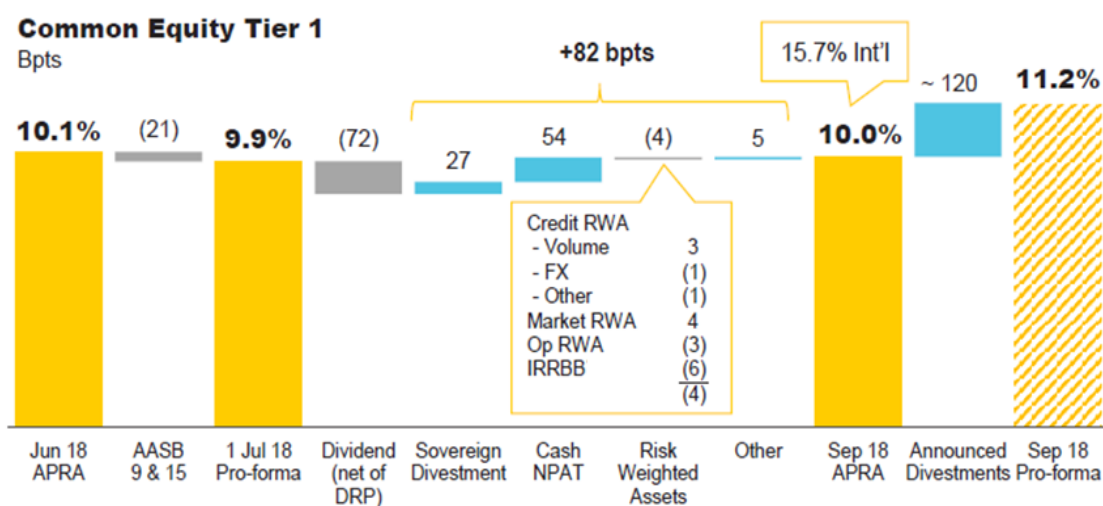 Common Equity Tier 1
Bpts
+82 bpts
15.7% Int'l
10.1%
(21)
9.9%
(72)
27
54
(4)
5
10.0%
~ 120
11.2%
Credit RWA
- Volume 3
- FX (1)
- Other (1)
Market RWA 4
Op RWA (3)
IRRBB (6)
(4)
Jun 18
APRA
AASB
9 & 15
1 Jul 18
Pro-forma
Dividend
(net of
DRP)
Sovereign
Divestment
Cash
NPAT
Risk
Weighted
Assets
Other
Sep 18
APRA
Announced
Divestments
Sep 18
Pro-forma